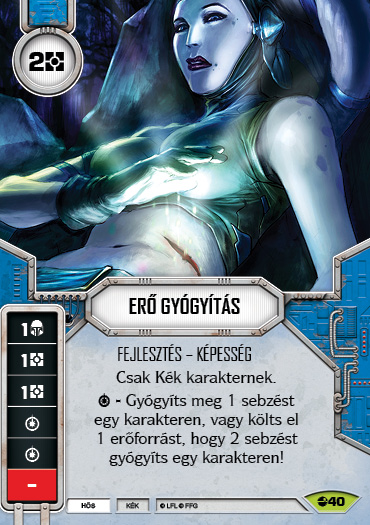 2
ERŐ GYÓGYÍTÁS
FEJLESZTÉS – KÉPESSÉG
Csak Kék karakternek.
- Gyógyíts meg 1 sebzést
egy karakteren, vagy költs el
1 erőforrást, hogy 2 sebzést
gyógyíts egy karakteren!
1
1
1
–
HŐS
KÉK
© LFL © FFG
40